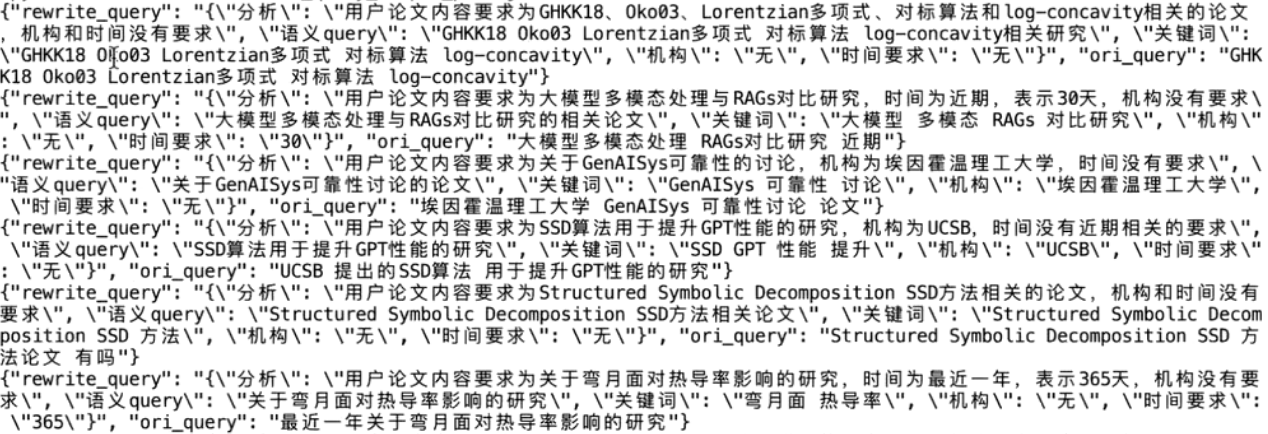 {"rewrite_query": "{\"分析\": \"用户论文内容要求为GHKK18、Oko03、Lorentzian多项式、对标算法和log-concavity相关的论文
，机构和时间没有要求\", \"语义query\": \"GHKK18 Oko03 Lorentzian多项式 对标算法 log-concavity相关研究\", \"关键词\":
\"GHKK18 Oko03 Lorentzian多项式 对标算法 log-concavity\", \"机构\": \"无\", \"时间要求\": \"无\"}", "ori_query": "GHK
K18 Oko03 Lorentzian多项式 对标算法 log-concavity"}
{"rewrite_query": "{\"分析\": \"用户论文内容要求为大模型多模态处理与RAGs对比研究，时间为近期，表示30天，机构没有要求\
", \"语义query\": \"大模型多模态处理与RAGs对比研究的相关论文\", \"关键词\": \"大模型 多模态 RAGs 对比研究\", \"机构\"
: \"无\", \"时间要求\": \"30\"}", "ori_query": "大模型多模态处理 RAGs对比研究 近期"}
{"rewrite_query": "{\"分析\": \"用户论文内容要求为关于GenAISys可靠性的讨论，机构为埃因霍温理工大学，时间没有要求\", \
"语义query\": \"关于GenAISys可靠性讨论的论文\", \"关键词\": \"GenAISys 可靠性 讨论\", \"机构\": \"埃因霍温理工大学\",
\"时间要求\": \"无\"}", "ori_query": "埃因霍温理工大学 GenAISys 可靠性讨论 论文"}
{"rewrite_query": "{\"分析\": \"用户论文内容要求为SSD算法用于提升GPT性能的研究，机构为UCSB，时间没有近期相关的要求\",
\"语义query\": \"SSD算法用于提升GPT性能的研究\", \"关键词\": \"SSD GPT 性能 提升\", \"机构\": \"UCSB\", \"时间要求\"
: \"无\"}", "ori_query": "UCSB 提出的SSD算法 用于提升GPT性能的研究"}
{"rewrite_query": "{\"分析\": \"用户论文内容要求为Structured Symbolic Decomposition SSD方法相关的论文，机构和时间没有
要求\", \"语义query\": \"Structured Symbolic Decomposition SSD方法相关论文\", \"关键词\": \"Structured Symbolic Decom
position SSD 方法\", \"机构\": \"无\", \"时间要求\": \"无\"}", "ori_query": "Structured Symbolic Decomposition SSD 方
法论文 有吗"}
{"rewrite_query": "{\"分析\": \"用户论文内容要求为关于弯月面对热导率影响的研究，时间为最近一年，表示365天，机构没有要
求\", \"语义query\": \"关于弯月面对热导率影响的研究\", \"关键词\": \"弯月面 热导率\", \"机构\": \"无\", \"时间要求\":
\"365\"}", "ori_query": "最近一年关于弯月面对热导率影响的研究"}